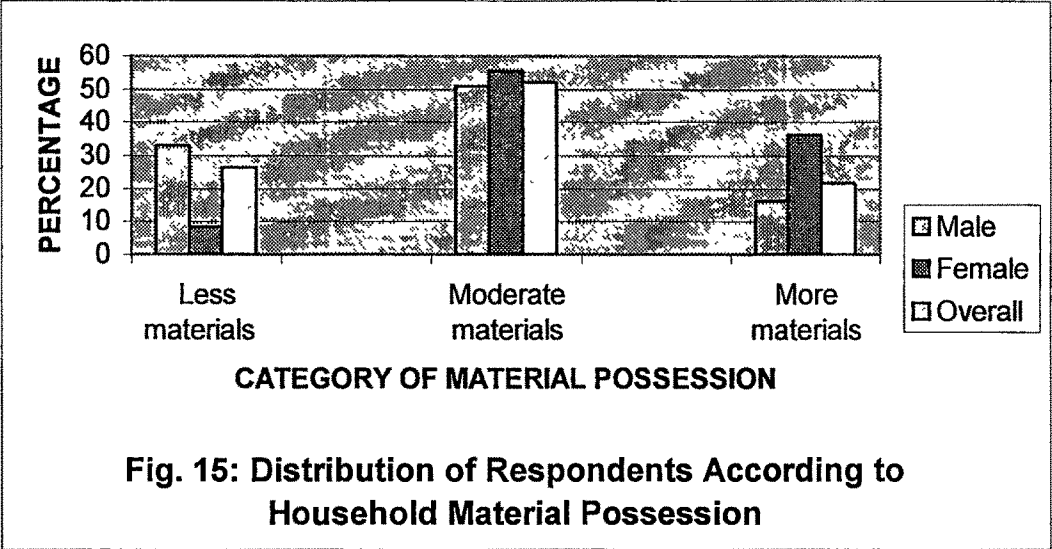 PERCENTAGE
60
50
40
30
20
10
0
Less
materials
Moderate
materials
More
materials
Male
Female
Overall
CATEGORY OF MATERIAL POSSESSION
Fig. 15: Distribution of Respondents According to
Household Material Possession